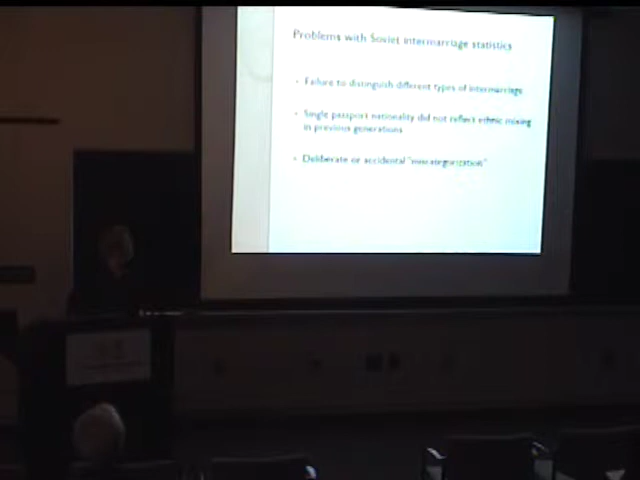 Problems with Soviet intermarriage statistics
• Failure to distinguish different types of intermarriage
• Single passport nationality did not reflect ethnic mixing
in previous generations
• Deliberate or accidental "miscategorization"